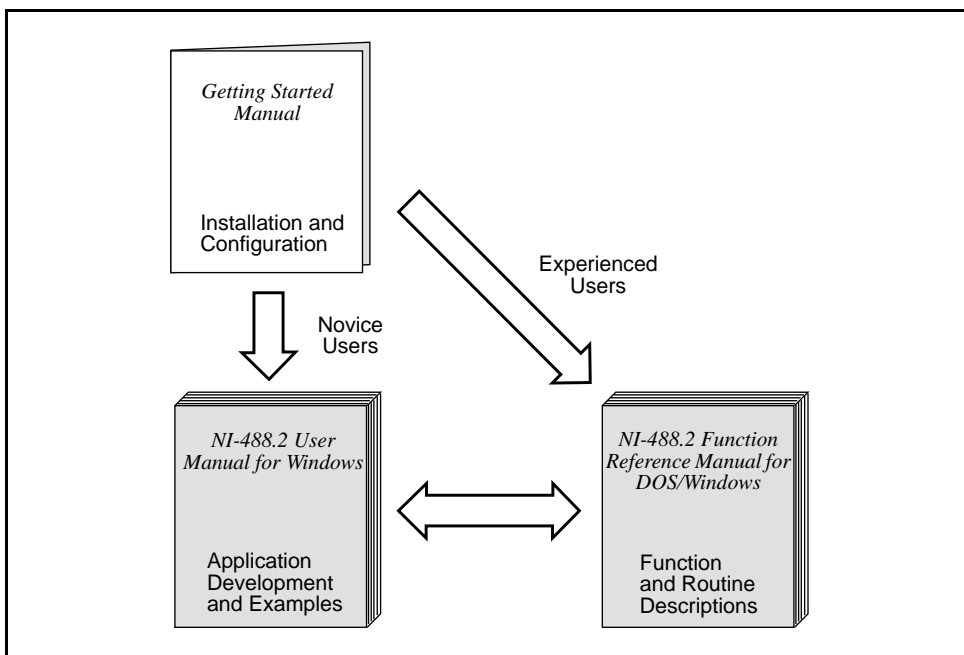 Getting Started
Manual
Installation and
Configuration
Experienced
Users
Novice
Users
NI-488.2 User
Manual for Windows
Application
Development
and Examples
NI-488.2 Function
Reference Manual for
DOS/Windows
Function
and Routine
Descriptions